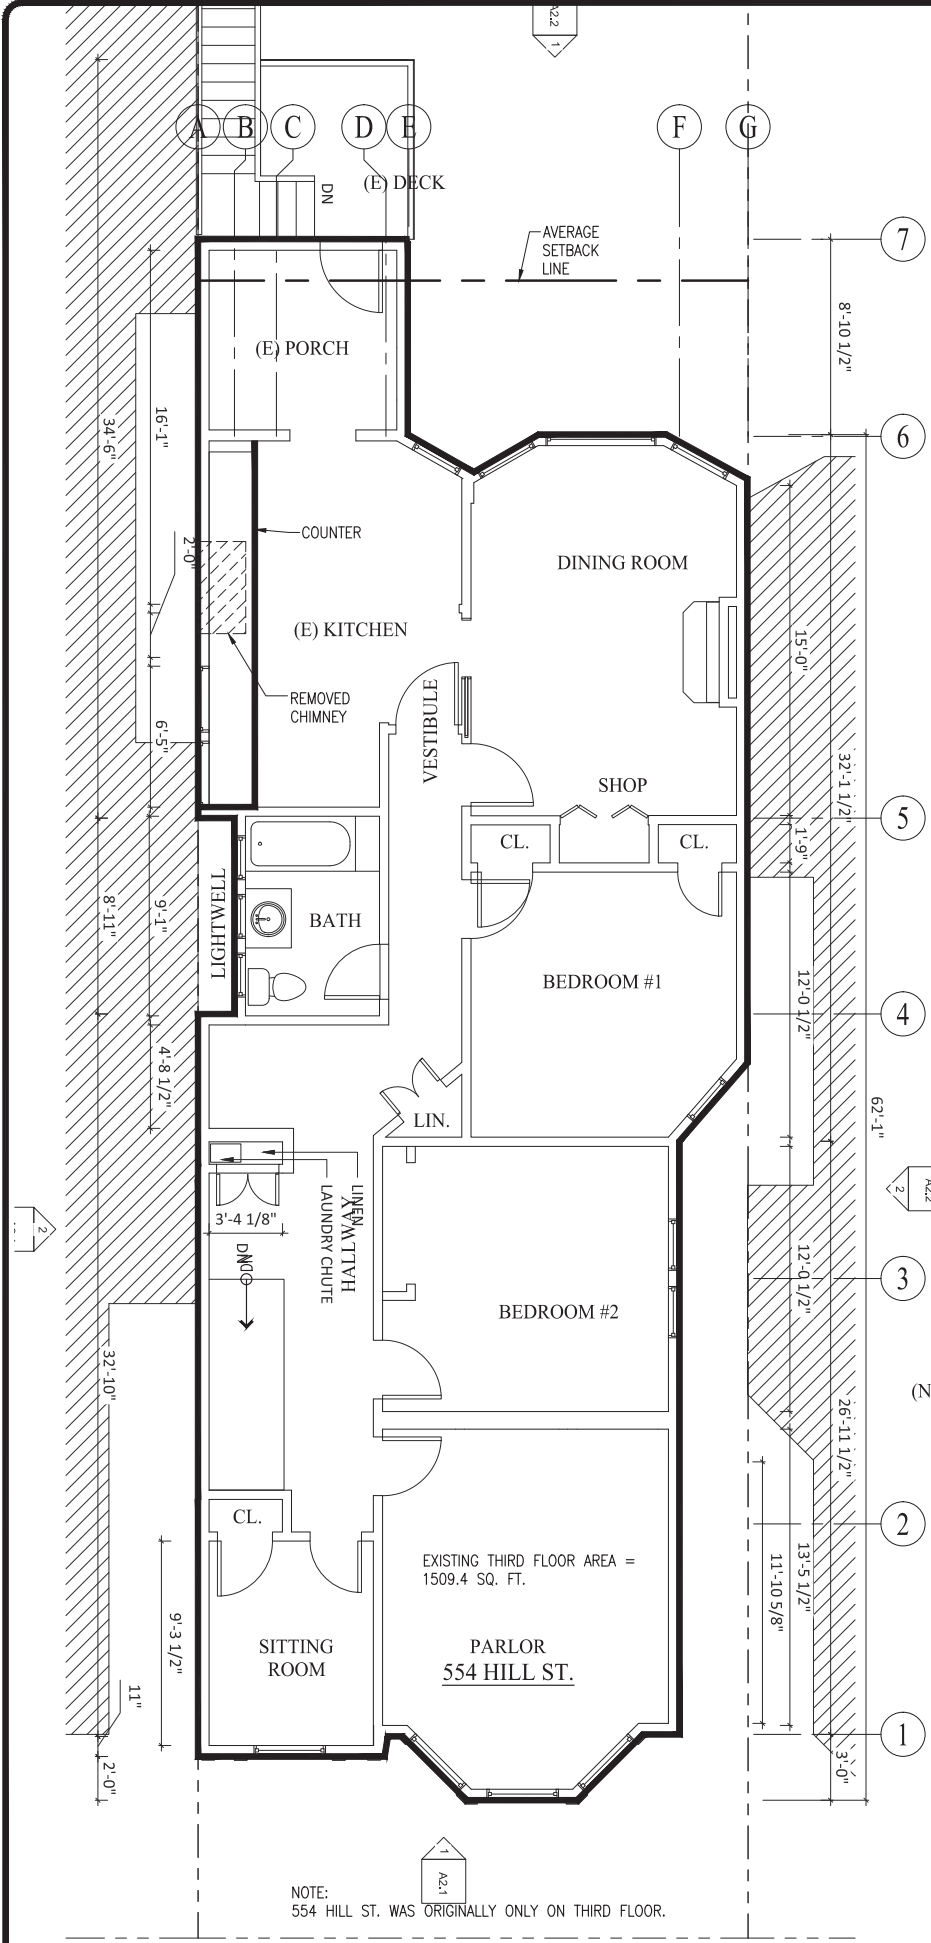 A2.2
1
A
B
C
D
E
F
G
(E) DECK
DN
AVERAGE
SETBACK
LINE
7
8'-10 1/2"
(E) PORCH
16'-1"
34'-6"
6
COUNTER
2'-0"
DINING ROOM
(E) KITCHEN
15'-0"
REMOVED
CHIMNEY
VESTIBULE
6'-5"
32'-1 1/2"
SHOP
5
CL.
CL.
1'-9"
LIGHTWELL
8'-11"
9'-1"
BATH
BEDROOM #1
12'-0 1/2"
4
4'-8 1/2"
LIN.
62'-1"
A2.2
2
LINEN
LAUNDRY CHUTE
HALLWAY
3'-4 1/8"
2
DN
DN
12'-0 1/2"
3
BEDROOM #2
32'-10"
(N
26'-11 1/2"
CL.
2
EXISTING THIRD FLOOR AREA =
1509.4 SQ. FT.
13'-5 1/2"
11'-10 5/8"
9'-3 1/2"
SITTING
ROOM
PARLOR
554 HILL ST.
11"
1
3'-0"
2'-0"
1
A2.1
NOTE:
554 HILL ST. WAS ORIGINALLY ONLY ON THIRD FLOOR.